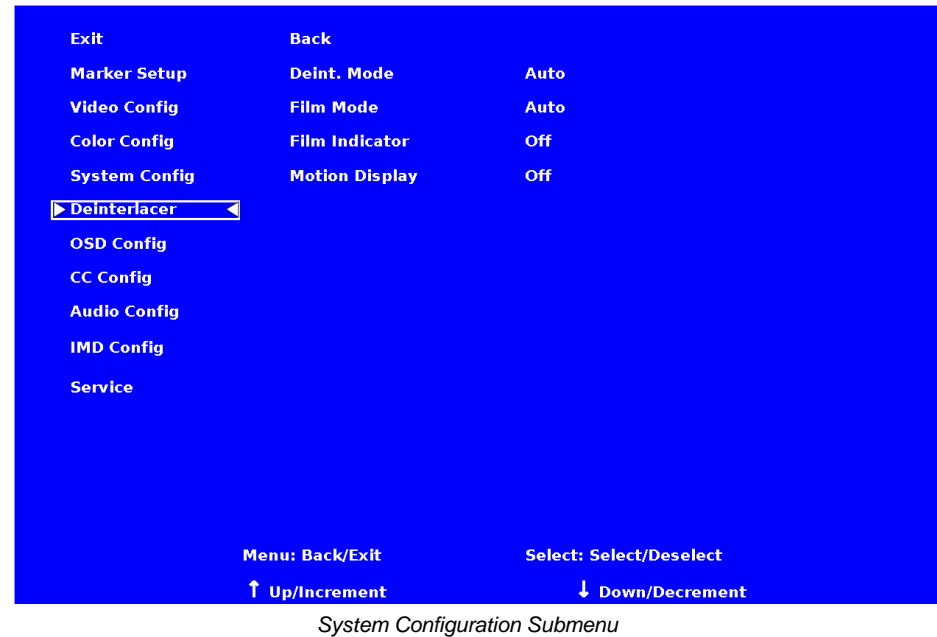 Exit Back
Marker Setup Deint. Mode Auto
Video Config Film Mode Auto
Color Config Film Indicator Off
System Config Motion Display Off
Deinterlacer
OSD Config
CC Config
Audio Config
IMD Config
Service
Menu: Back/Exit Select: Select/Deselect
↑ Up/Increment ↓ Down/Decrement
System Configuration Submenu